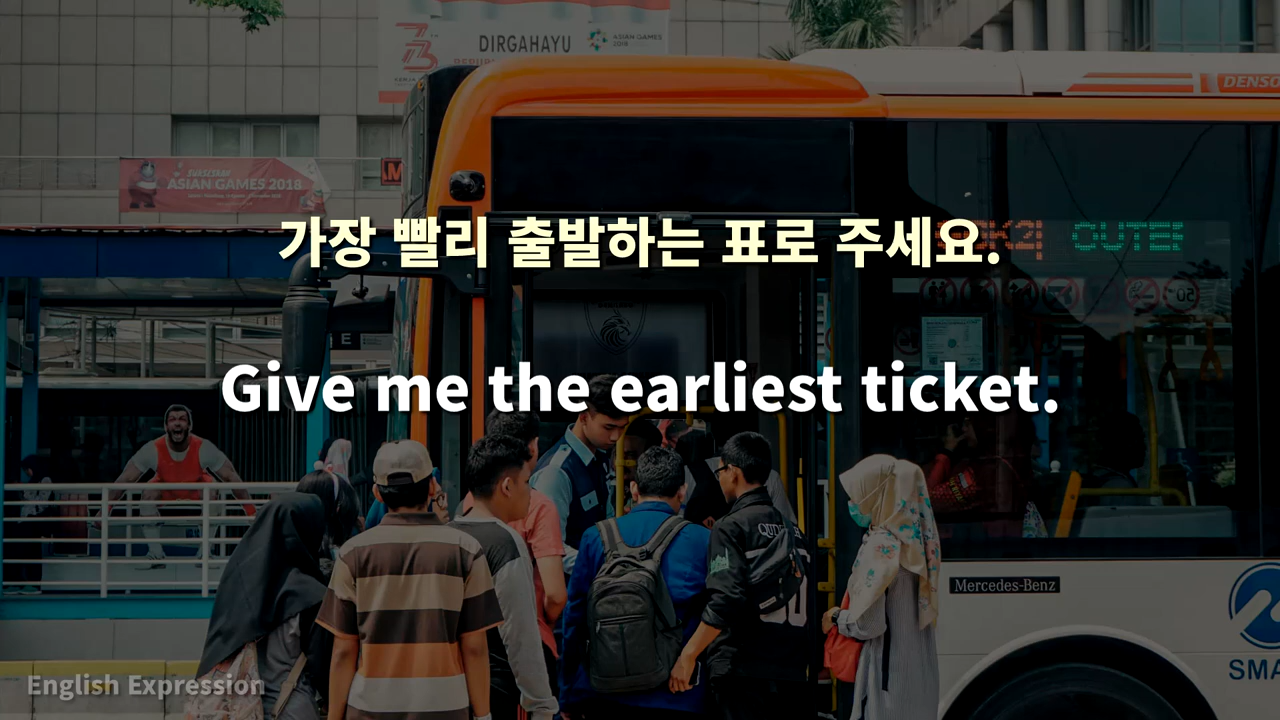 DIRGAHAYU
ASIAN GAMES
2018
DENSO
ASIAN GAMES 2018
가장 빨리 출발하는 표로 주세요.
E
Give me the earliest ticket.
Mercedes-Benz
English Expression